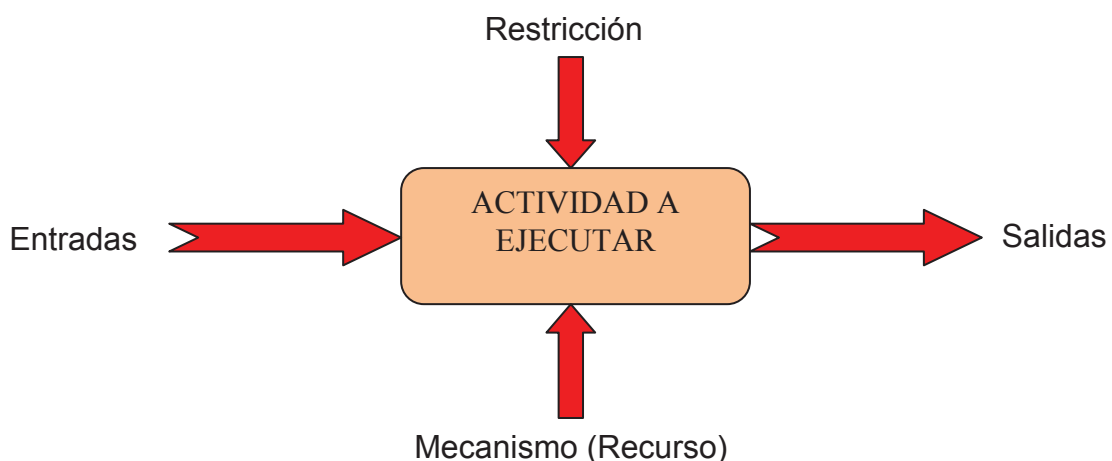 Restricción
ACTIVIDAD A
EJECUTAR
Entradas
Salidas
Mecanismo (Recurso)